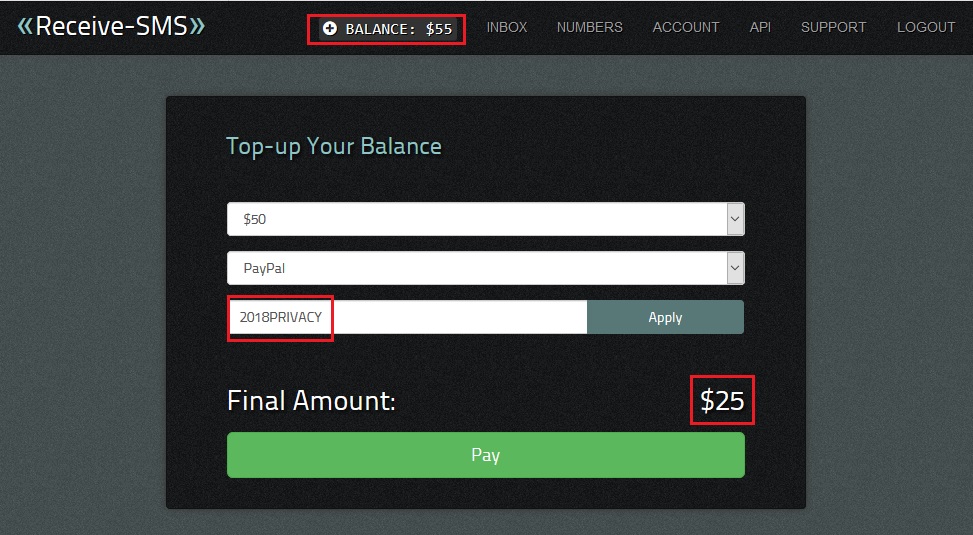 «Receive-SMS» BALANCE: $55 INBOX NUMBERS ACCOUNT API SUPPORT LOGOUT
Top-up Your Balance
$50
PayPal
2018PRIVACY Apply
Final Amount: $25
Pay